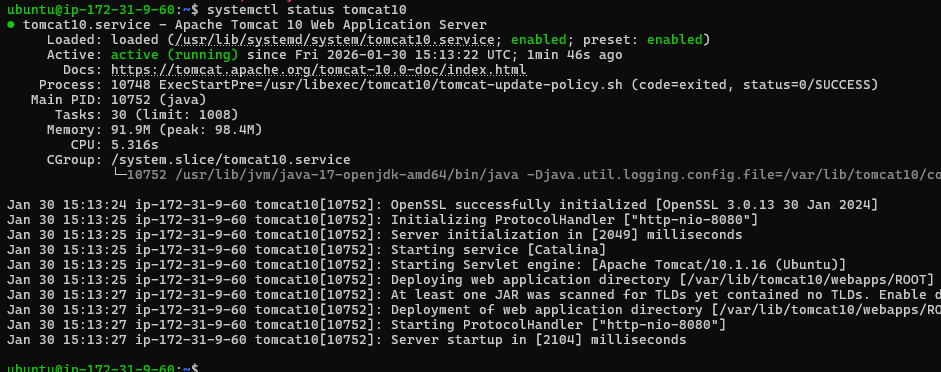 ubuntu@ip-172-31-9-60:~$ systemctl status tomcat10
● tomcat10.service - Apache Tomcat 10 Web Application Server
Loaded: loaded (/usr/lib/systemd/system/tomcat10.service; enabled; preset: enabled)
Active: active (running) since Fri 2026-01-30 15:13:22 UTC; 1min 46s ago
Docs: https://tomcat.apache.org/tomcat-10.0-doc/index.html
Process: 10748 ExecStartPre=/usr/libexec/tomcat10/tomcat-update-policy.sh (code=exited, status=0/SUCCESS)
Main PID: 10752 (java)
Tasks: 30 (limit: 1008)
Memory: 91.9M (peak: 98.4M)
CPU: 5.316s
CGroup: /system.slice/tomcat10.service
└─10752 /usr/lib/jvm/java-17-openjdk-amd64/bin/java -Djava.util.logging.config.file=/var/lib/tomcat10/co
Jan 30 15:13:24 ip-172-31-9-60 tomcat10[10752]: OpenSSL successfully initialized [OpenSSL 3.0.13 30 Jan 2024]
Jan 30 15:13:25 ip-172-31-9-60 tomcat10[10752]: Initializing ProtocolHandler ["http-nio-8080"]
Jan 30 15:13:25 ip-172-31-9-60 tomcat10[10752]: Server initialization in [2049] milliseconds
Jan 30 15:13:25 ip-172-31-9-60 tomcat10[10752]: Starting service [Catalina]
Jan 30 15:13:25 ip-172-31-9-60 tomcat10[10752]: Starting Servlet engine: [Apache Tomcat/10.1.16 (Ubuntu)]
Jan 30 15:13:25 ip-172-31-9-60 tomcat10[10752]: Deploying web application directory [/var/lib/tomcat10/webapps/ROOT]
Jan 30 15:13:27 ip-172-31-9-60 tomcat10[10752]: At least one JAR was scanned for TLDs yet contained no TLDs. Enable d
Jan 30 15:13:27 ip-172-31-9-60 tomcat10[10752]: Deployment of web application directory [/var/lib/tomcat10/webapps/RO
Jan 30 15:13:27 ip-172-31-9-60 tomcat10[10752]: Starting ProtocolHandler ["http-nio-8080"]
Jan 30 15:13:27 ip-172-31-9-60 tomcat10[10752]: Server startup in [2104] milliseconds
ubuntu@ip-172-31-9-60:~$